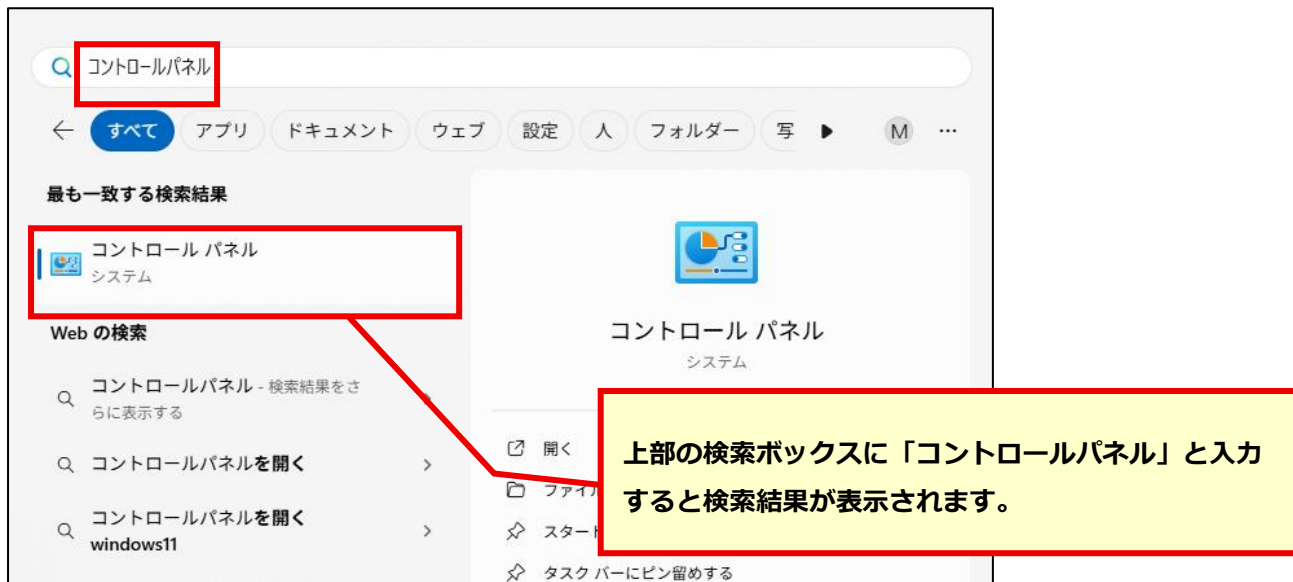 コントロールパネル
すべて アプリ ドキュメント ウェブ 設定 人 フォルダー 写 M ...
最も一致する検索結果
コントロール パネル
システム
Web の検索
コントロールパネル - 検索結果をさ
らに表示する
コントロールパネルを開く
コントロールパネルを開く
windows11
コントロール パネル
システム
開く
ファイル
スタート
タスク バーにピン留めする
上部の検索ボックスに「コントロールパネル」と入力
すると検索結果が表示されます。